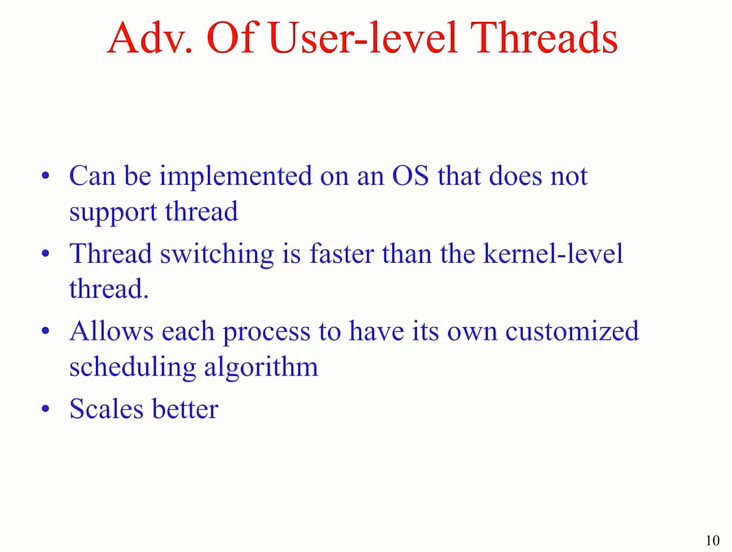 Adv. Of User-level Threads
• Can be implemented on an OS that does not
support thread
• Thread switching is faster than the kernel-level
thread.
• Allows each process to have its own customized
scheduling algorithm
• Scales better
10